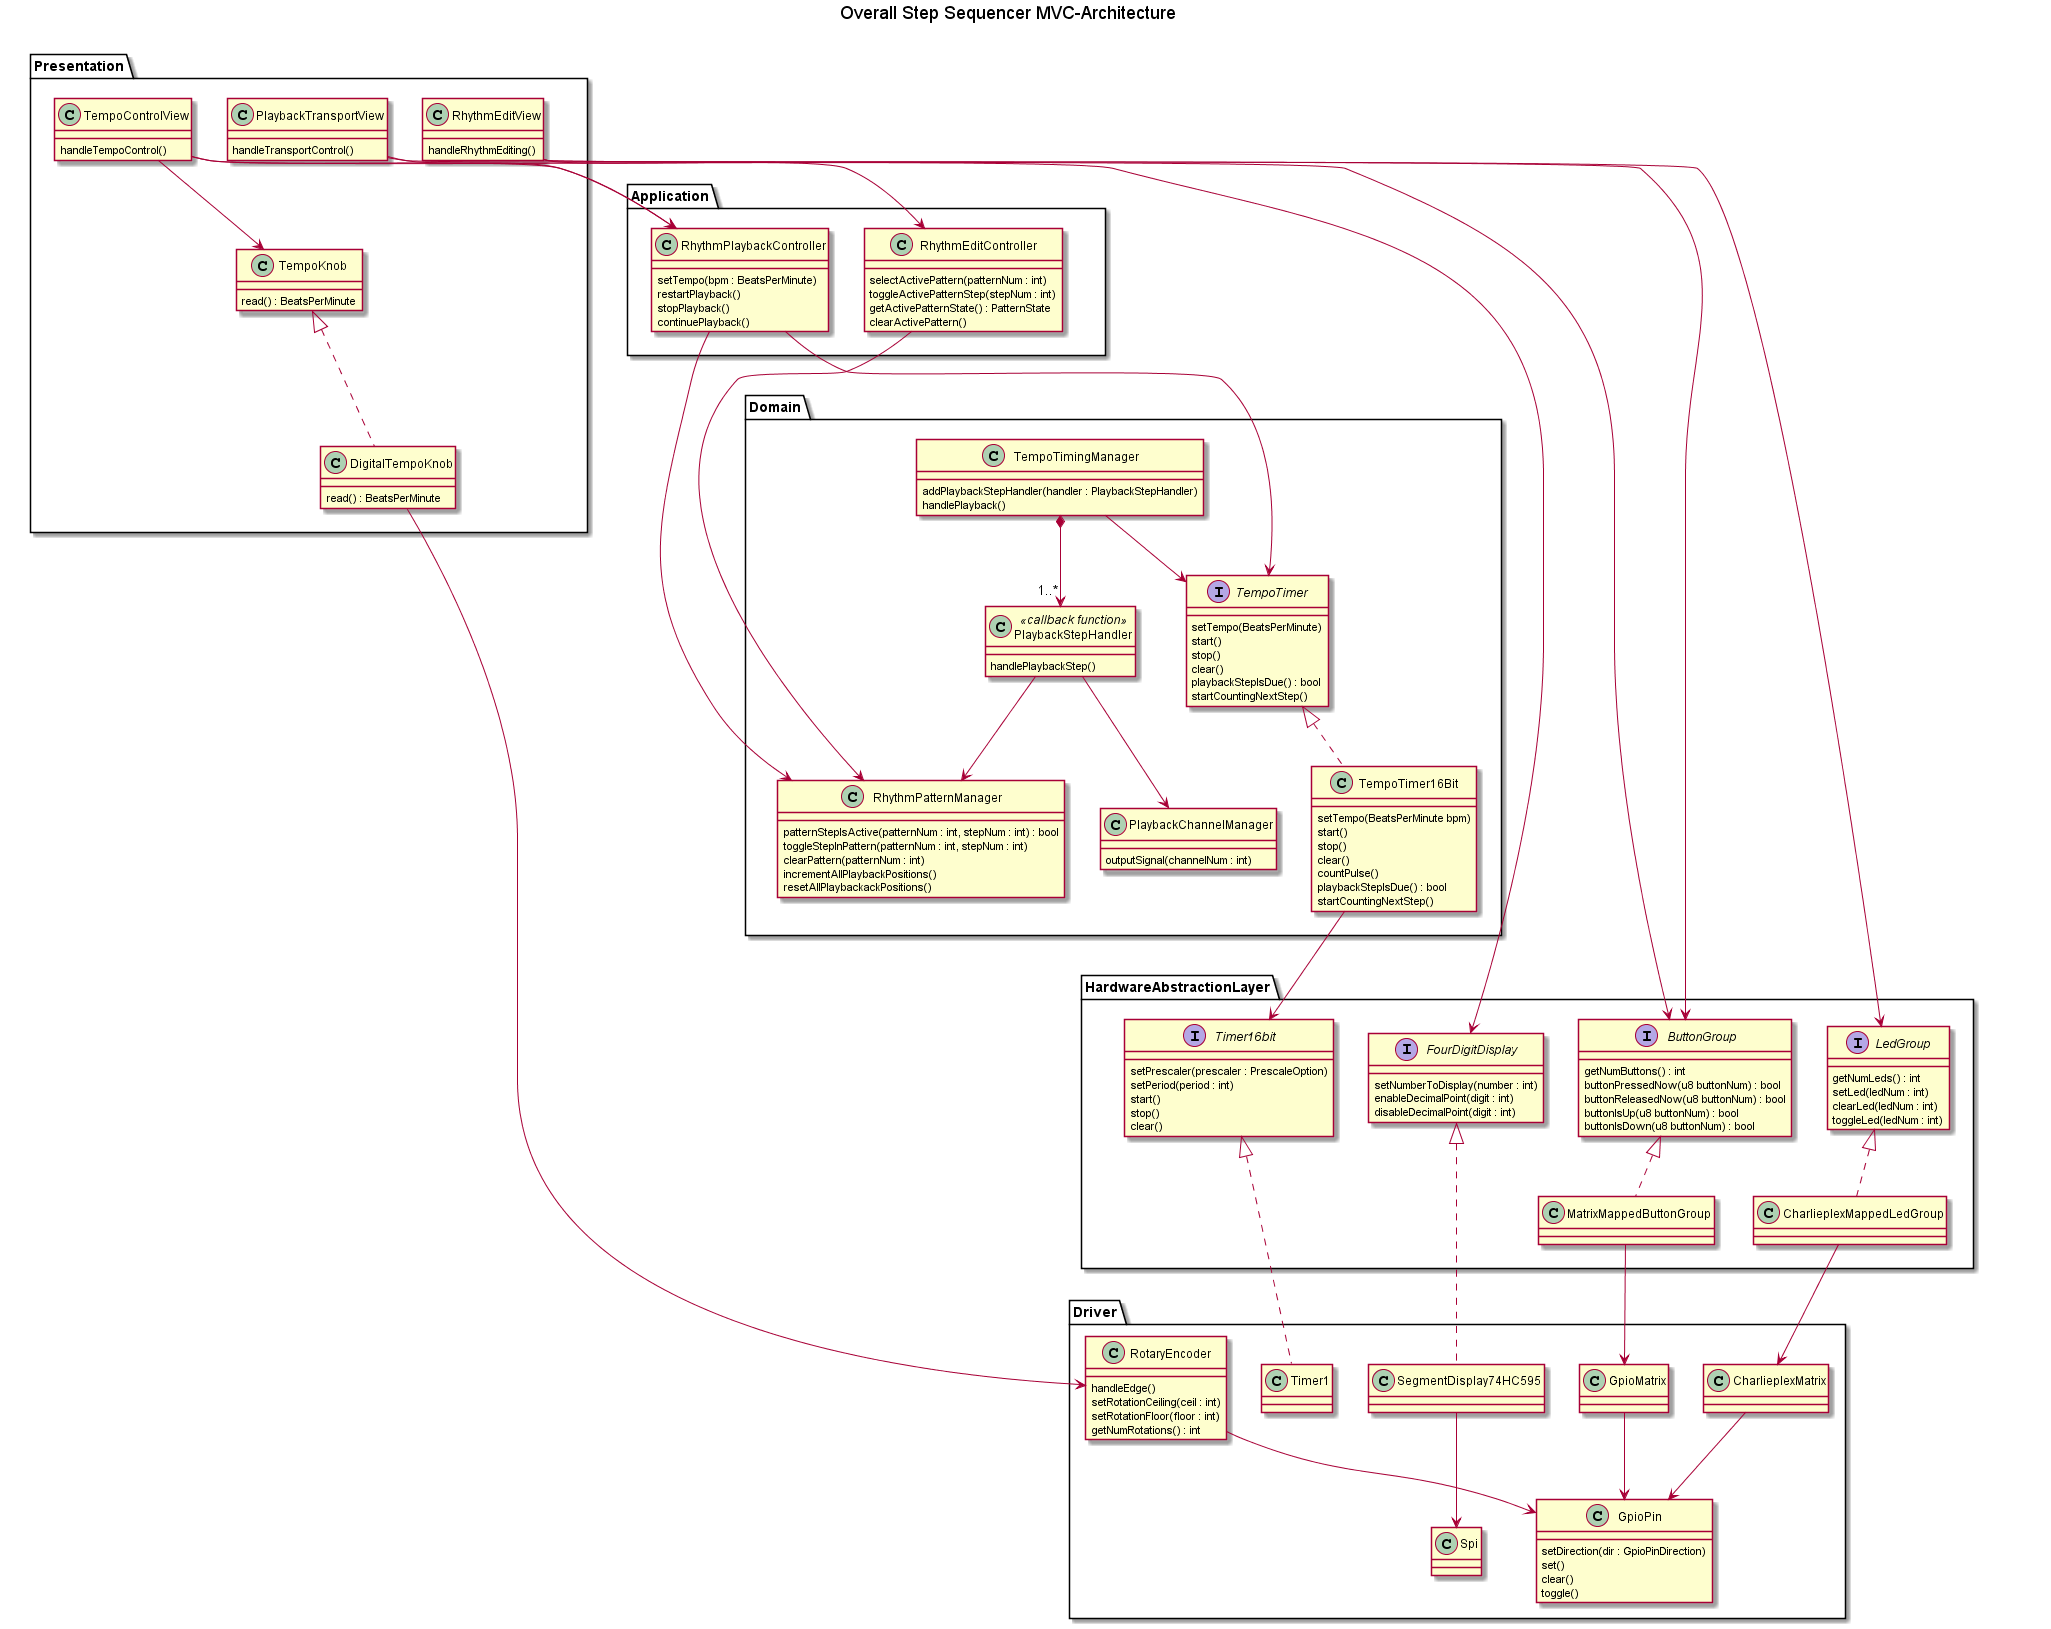 Overall Step Sequencer MVC-Architecture
Presentation
C TempoControlView
handleTempoControl()
C PlaybackTransportView
handleTransportControl()
C RhythmEditView
handleRhythmEditing()
C TempoKnob
read() : BeatsPerMinute
C DigitalTempoKnob
read() : BeatsPerMinute
Application
C RhythmPlaybackController
setTempo(bpm : BeatsPerMinute)
restartPlayback()
stopPlayback()
continuePlayback()
C RhythmEditController
selectActivePattern(patternNum : int)
toggleActivePatternStep(stepNum : int)
getActivePatternState() : PatternState
clearActivePattern()
Domain
C TempoTimingManager
addPlaybackStepHandler(handler : PlaybackStepHandler)
handlePlayback()
1..*
C «callback function»
PlaybackStepHandler
handlePlaybackStep()
I TempoTimer
setTempo(BeatsPerMinute)
start()
stop()
clear()
playbackStepIsDue() : bool
startCountingNextStep()
C RhythmPatternManager
patternStepIsActive(patternNum : int, stepNum : int) : bool
toggleStepInPattern(patternNum : int, stepNum : int)
clearPattern(patternNum : int)
incrementAllPlaybackPositions()
resetAllPlaybackackPositions()
C PlaybackChannelManager
outputSignal(channelNum : int)
C TempoTimer16Bit
setTempo(BeatsPerMinute bpm)
start()
stop()
clear()
countPulse()
playbackStepIsDue() : bool
startCountingNextStep()
HardwareAbstractionLayer
I Timer16bit
setPrescaler(prescaler : PrescaleOption)
setPeriod(period : int)
start()
stop()
clear()
I FourDigitDisplay
setNumberToDisplay(number : int)
enableDecimalPoint(digit : int)
disableDecimalPoint(digit : int)
I ButtonGroup
getNumButtons() : int
buttonPressedNow(u8 buttonNum) : bool
buttonReleasedNow(u8 buttonNum) : bool
buttonIsUp(u8 buttonNum) : bool
buttonIsDown(u8 buttonNum) : bool
I LedGroup
getNumLeds() : int
setLed(ledNum : int)
clearLed(ledNum : int)
toggleLed(ledNum : int)
C MatrixMappedButtonGroup
C CharlieplexMappedLedGroup
Driver
C RotaryEncoder
handleEdge()
setRotationCeiling(ceil : int)
setRotationFloor(floor : int)
getNumRotations() : int
C Timer1
C SegmentDisplay74HC595
C GpioMatrix
C CharlieplexMatrix
C Spi
C GpioPin
setDirection(dir : GpioPinDirection)
set()
clear()
toggle()